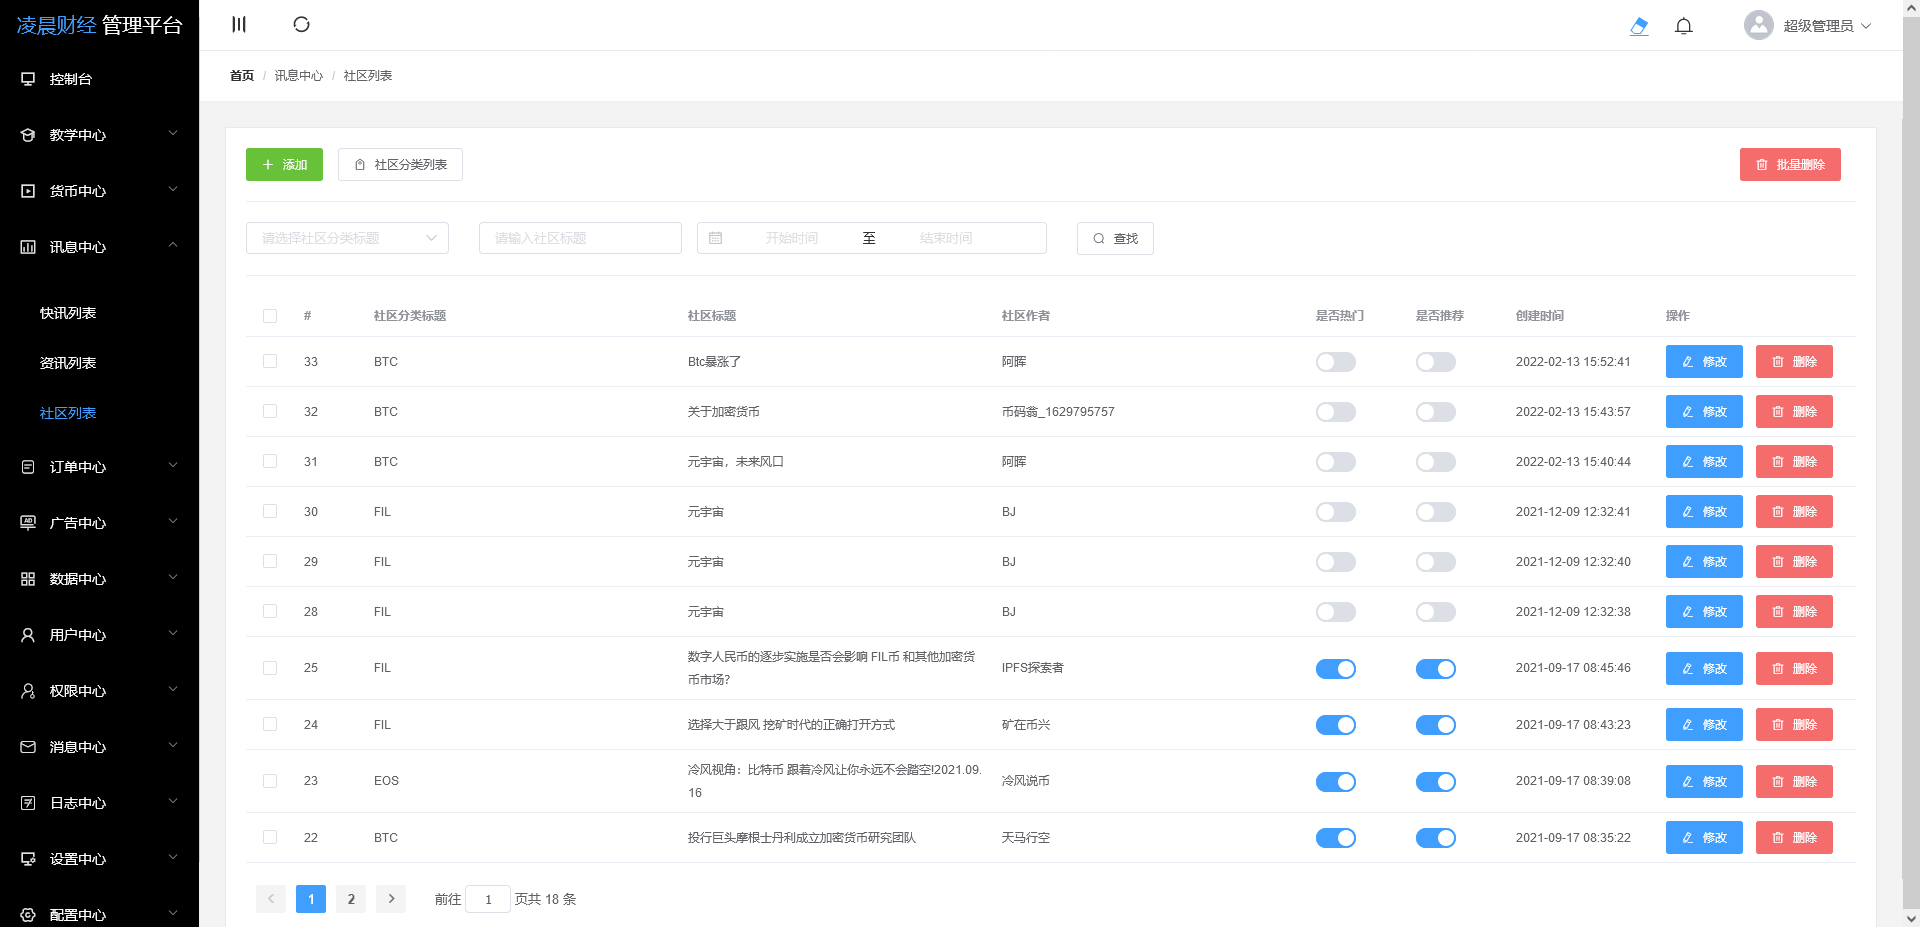 凌晨财经 管理平台
超级管理员
控制台
首页 / 讯息中心 / 社区列表
教学中心
货币中心
讯息中心
快讯列表
资讯列表
社区列表
订单中心
广告中心
数据中心
用户中心
权限中心
消息中心
日志中心
设置中心
配置中心
添加 社区分类列表 批量删除
请选择社区分类标题 请输入社区标题 开始时间 至 结束时间 查找
# 社区分类标题 社区标题 社区作者 是否热门 是否推荐 创建时间 操作
33 BTC Btc暴涨了 阿晖 2022-02-13 15:52:41 修改 删除
32 BTC 关于加密货币 币码翁_1629795757 2022-02-13 15:43:57 修改 删除
31 BTC 元宇宙，未来风口 阿晖 2022-02-13 15:40:44 修改 删除
30 FIL 元宇宙 BJ 2021-12-09 12:32:41 修改 删除
29 FIL 元宇宙 BJ 2021-12-09 12:32:40 修改 删除
28 FIL 元宇宙 BJ 2021-12-09 12:32:38 修改 删除
25 FIL 数字人民币的逐步实施是否会影响 FIL币 和其他加密货 IPFS探索者 2021-09-17 08:45:46 修改 删除
币市场?
24 FIL 选择大于跟风 挖矿时代的正确打开方式 矿在币兴 2021-09-17 08:43:23 修改 删除
23 EOS 冷风视角：比特币 跟着冷风让你永远不会踏空!2021.09. 冷风说币 2021-09-17 08:39:08 修改 删除
16
22 BTC 投行巨头摩根士丹利成立加密货币研究团队 天马行空 2021-09-17 08:35:22 修改 删除
1 2 前往 1 页共 18 条